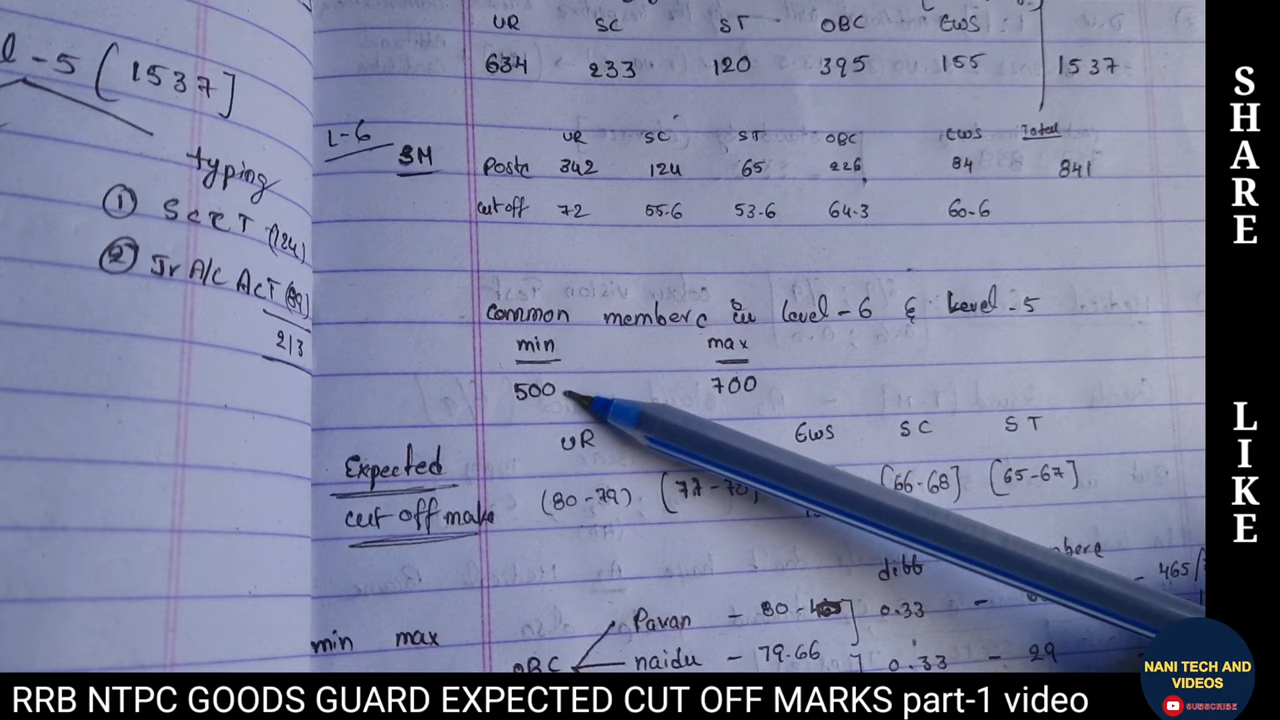 UR SC ST OBC EWS
634 233 120 395 155 1537
l-5 (1537]
L-6
SM
UR SC ST OBC EWS Total
Posts 342 124 65 226 84 841
cut off 72 55.6 53.6 64.3 60.6
typing
① SCCT (124)
② Jr A/C AcT (89)
213
common members in level-6 & Level-5
min max
500 700
UR EWS SC ST
Expected
cut off marks
(80-79) (77-78) [66-68] [65-67]
diff
- 465/
min max
OBC
Pavan - 80. 0.33 -
naidu - 79.66 0.33 - 29
SHARE
LIKE
NANI TECH AND
VIDEOS
SUBSCRIBE
RRB NTPC GOODS GUARD EXPECTED CUT OFF MARKS part-1 video